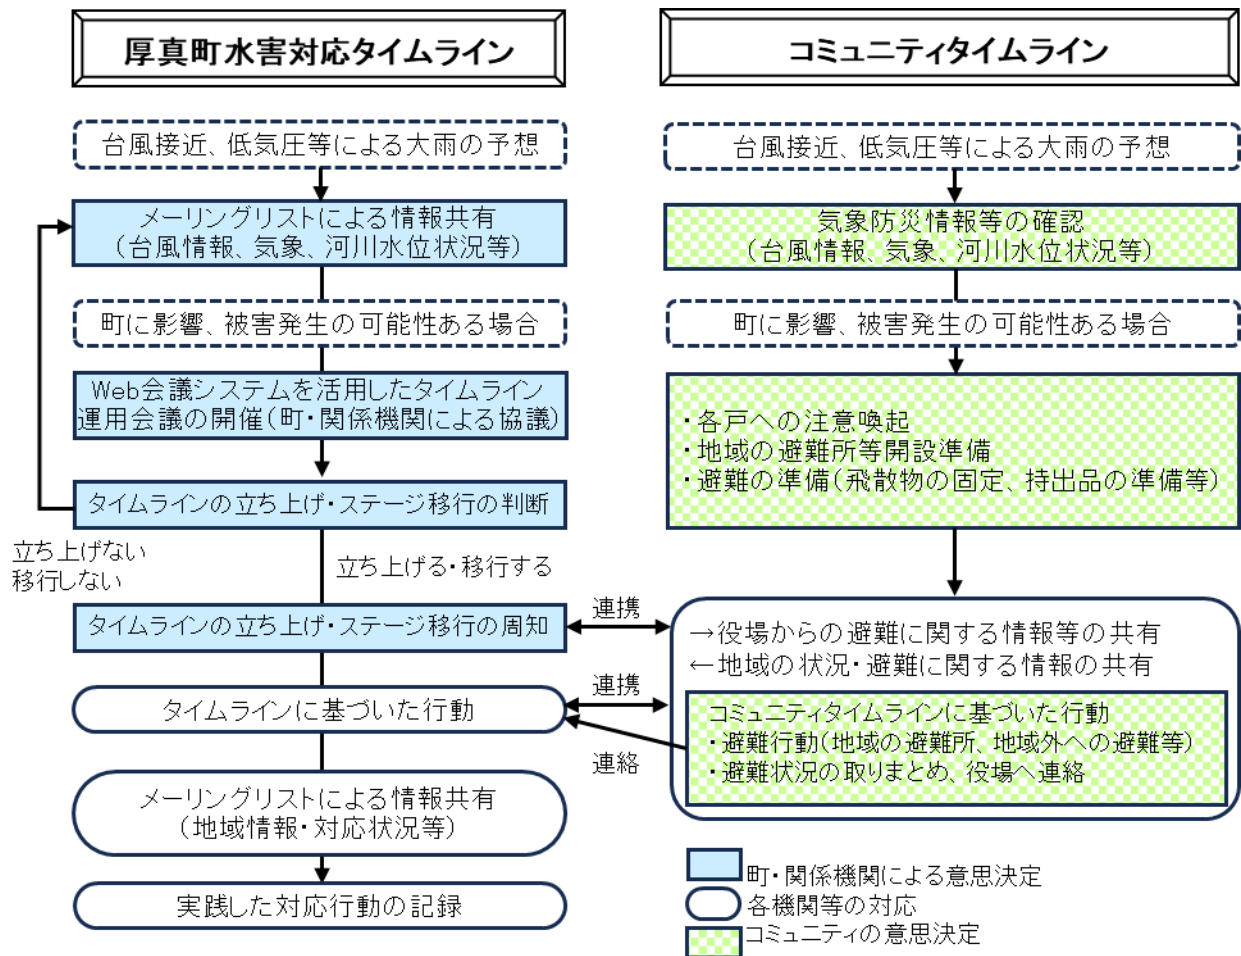 厚真町水害対応タイムライン
台風接近、低気圧等による大雨の予想
メーリングリストによる情報共有
（台風情報、気象、河川水位状況等）
町に影響、被害発生の可能性ある場合
Web会議システムを活用したタイムライン
運用会議の開催（町・関係機関による協議）
タイムラインの立ち上げ・ステージ移行の判断
立ち上げない
移行しない
立ち上げる・移行する
タイムラインの立ち上げ・ステージ移行の周知
タイムラインに基づいた行動
メーリングリストによる情報共有
（地域情報・対応状況等）
実践した対応行動の記録
連携
連携
連絡
コミュニティタイムライン
台風接近、低気圧等による大雨の予想
気象防災情報等の確認
（台風情報、気象、河川水位状況等）
町に影響、被害発生の可能性ある場合
・各戸への注意喚起
・地域の避難所等開設準備
・避難の準備（飛散物の固定、持出品の準備等）
→役場からの避難に関する情報等の共有
←地域の状況・避難に関する情報の共有
コミュニティタイムラインに基づいた行動
・避難行動（地域の避難所、地域外への避難等）
・避難状況の取りまとめ、役場へ連絡
町・関係機関による意思決定
各機関等の対応
コミュニティの意思決定